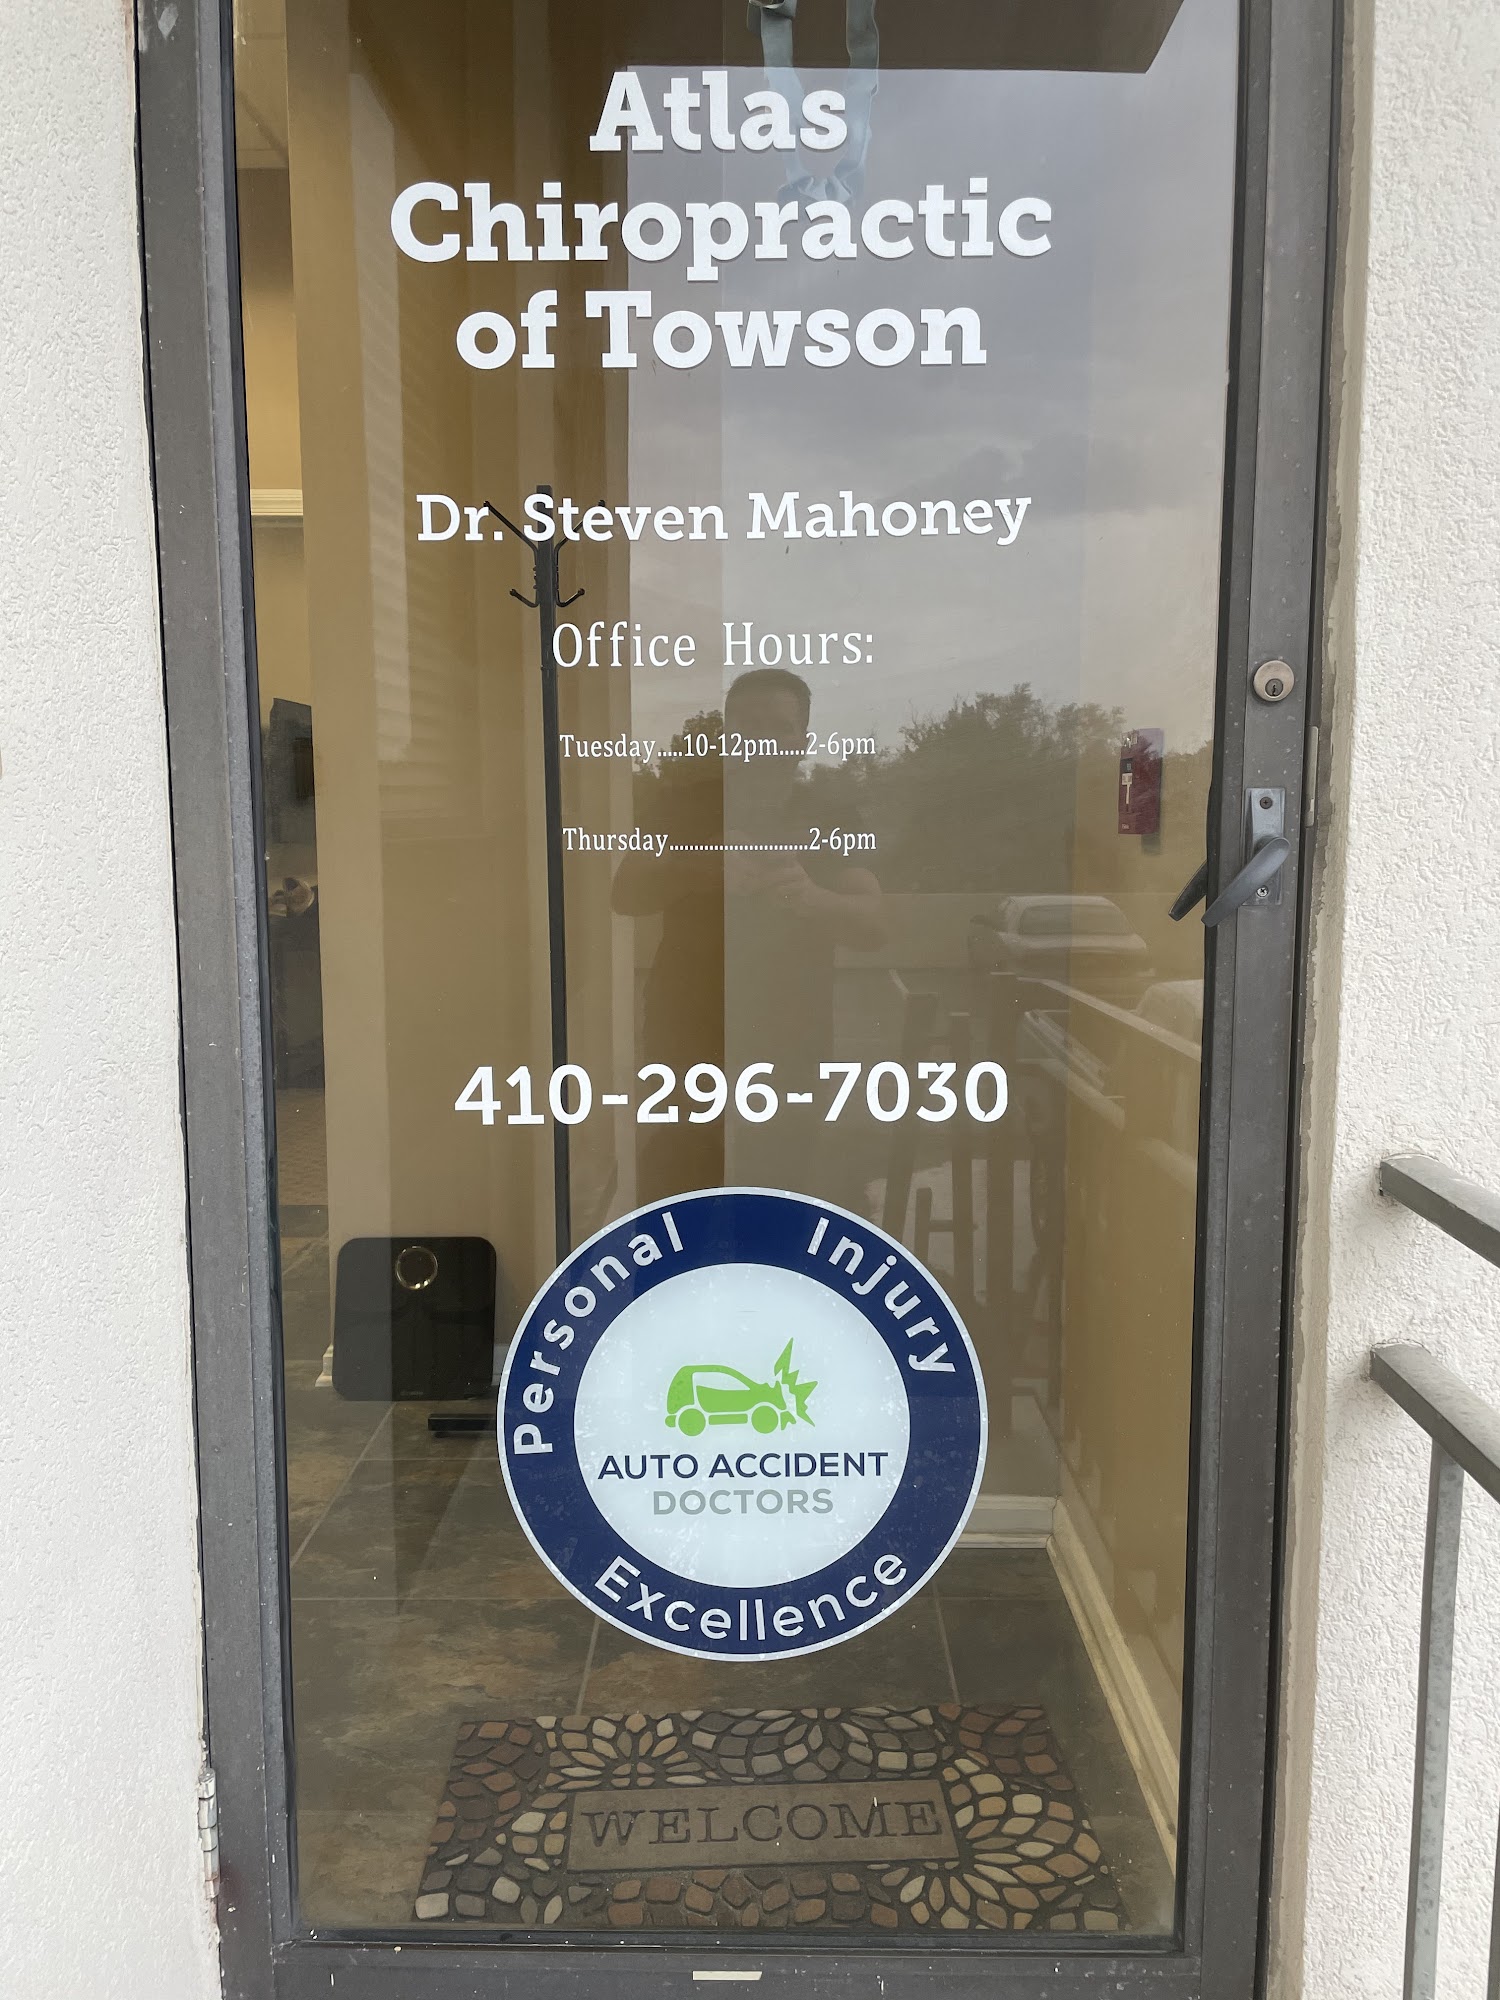 Atlas
Chiropractic
of Towson
Dr. Steven Mahoney
Office Hours:
Tuesday.....10-12pm.....2-6pm
Thursday............................2-6pm
410-296-7030
Personal Injury
AUTO ACCIDENT
DOCTORS
Excellence
WELCOME